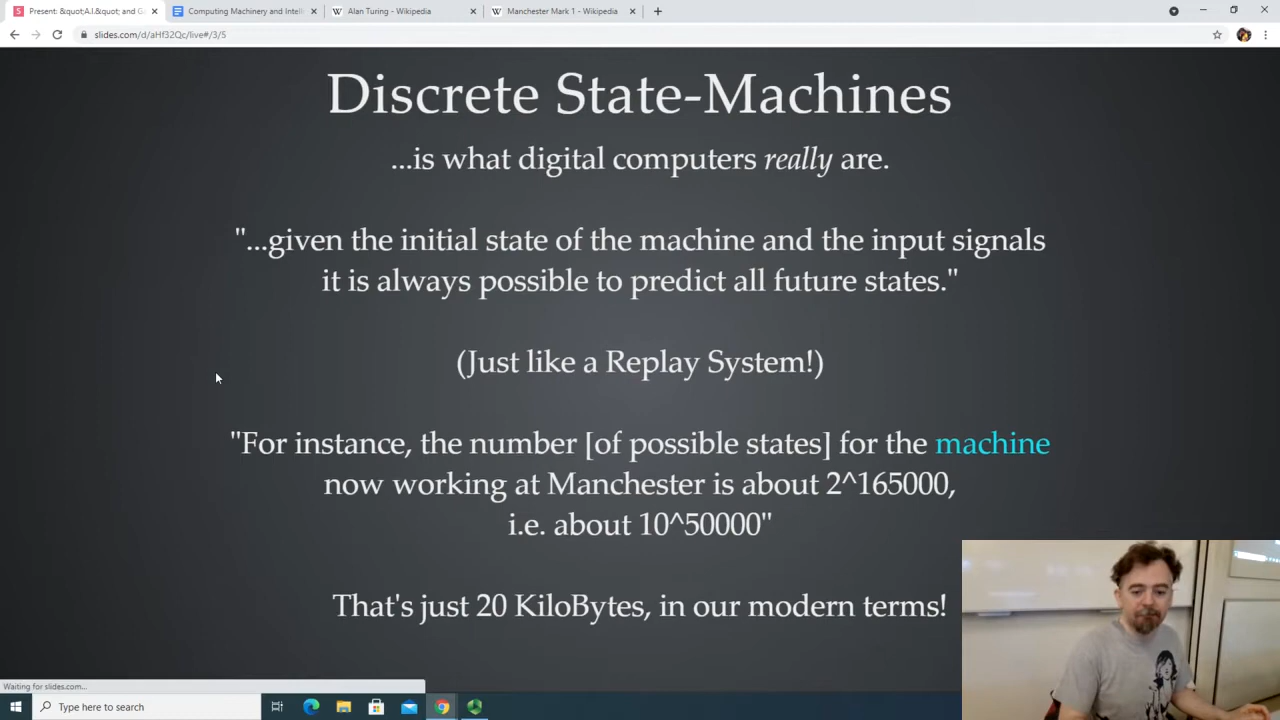 Present: &quot;A.I.&quot; and Ga
Computing Machinery and Intelli
Alan Turing - Wikipedia
Manchester Mark 1 - Wikipedia
slides.com/d/aHf32Qc/live#/3/5
Discrete State-Machines
...is what digital computers really are.
"...given the initial state of the machine and the input signals
it is always possible to predict all future states."
(Just like a Replay System!)
"For instance, the number [of possible states] for the machine
now working at Manchester is about 2^165000,
i.e. about 10^50000"
That's just 20 KiloBytes, in our modern terms!
Waiting for slides.com...
Type here to search